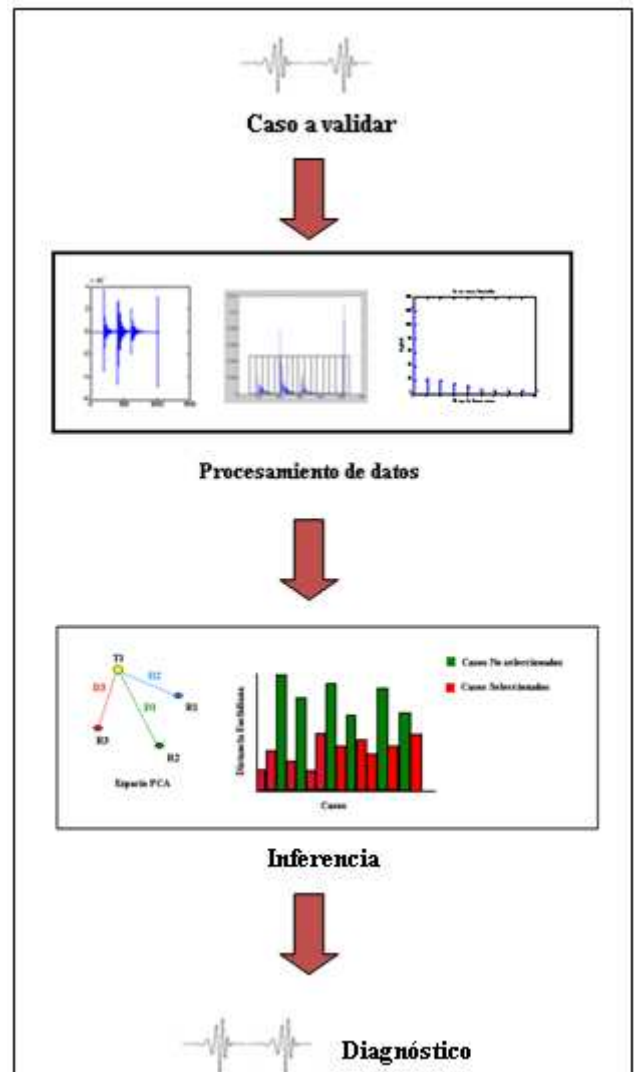 Caso a validar
Procesamiento de datos
T1
D3
D2
D1
R1
R3
R2
Espacio PCA
Distancia Euclidiana
Casos
Casos No seleccionados
Casos Seleccionados
Inferencia
Diagnóstico